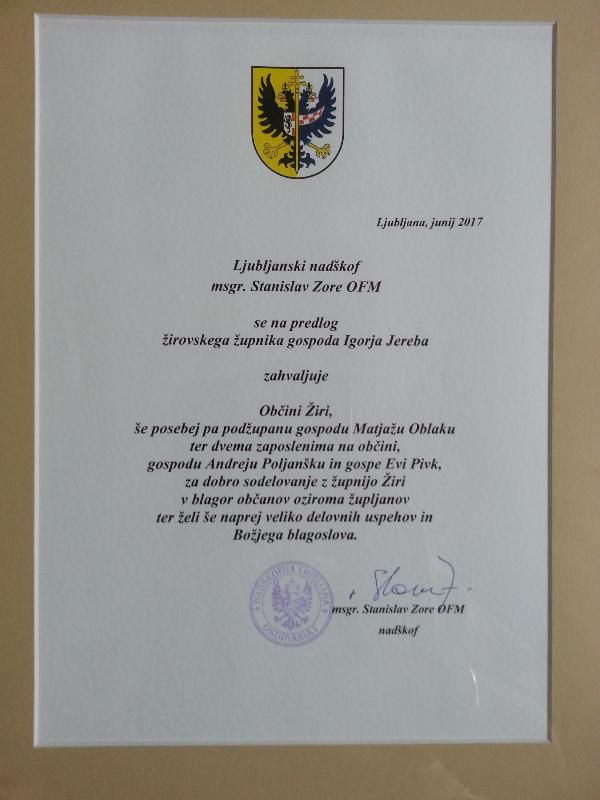 Ljubljana, junij 2017
Ljubljanski nadškof
msgr. Stanislav Zore OFM
se na predlog
žirovskega župnika gospoda Igorja Jereba
zahvaljuje
Občini Žiri,
še posebej pa podžupanu gospodu Matjažu Oblaku
ter dvema zaposlenima na občini,
gospodu Andreju Poljanšku in gospe Evi Pivk,
za dobro sodelovanje z župnijo Žiri
v blagor občanov oziroma župljanov
ter želi še naprej veliko delovnih uspehov in
Božjega blagoslova.
NADŠKOFIJA LJUBLJANA
ORDINARIAT
msgr. Stanislav Zore OFM
nadškof